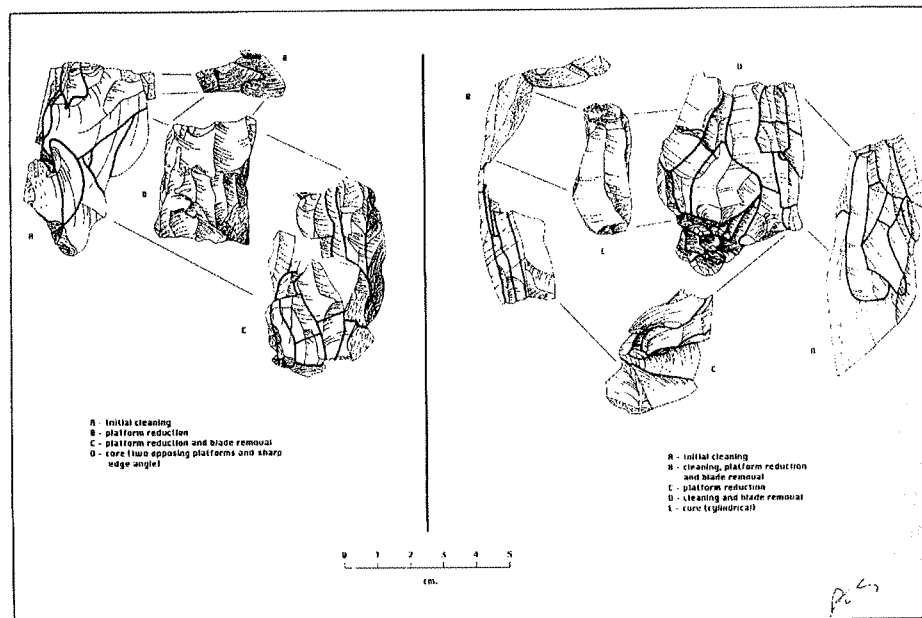 B
A
D
C
A - initial cleaning
B - platform reduction
C - platform reduction and blade removal
D - core (two opposing platforms and sharp
edge angle)
D
B
E
A
C
A - initial cleaning
B - cleaning, platform reduction
and blade removal
C - platform reduction
D - cleaning and blade removal
E - core (cylindrical)
0 1 2 3 4 5
cm.